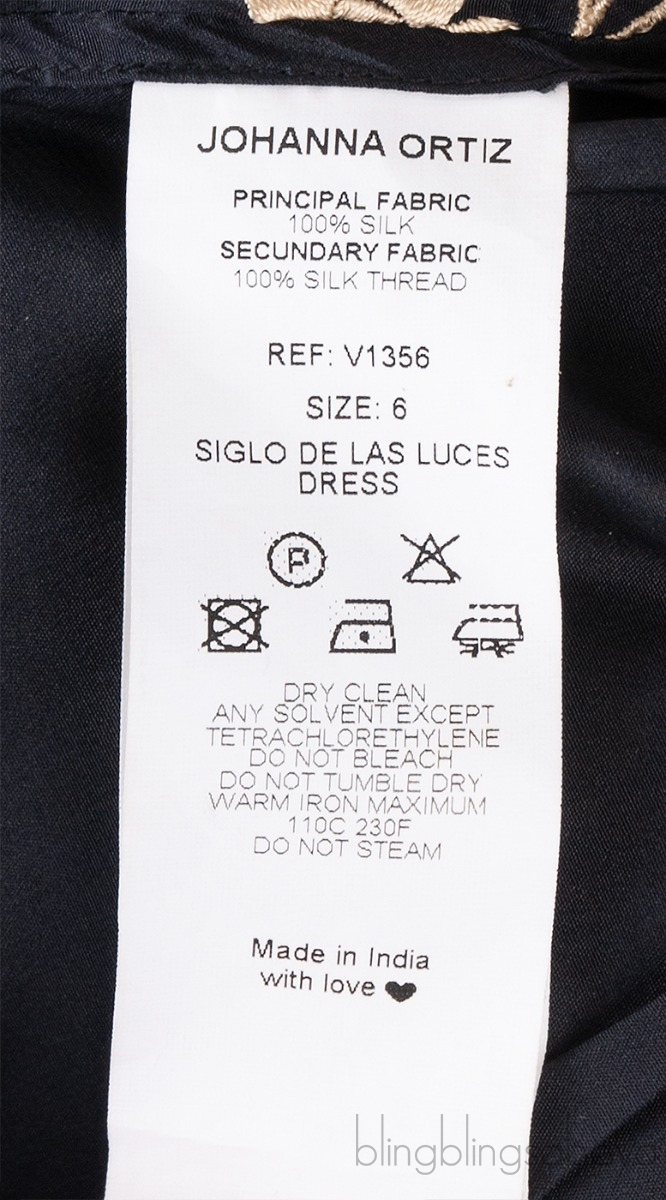 JOHANNA ORTIZ
PRINCIPAL FABRIC
100% SILK
SECUNDARY FABRIC
100% SILK THREAD
REF: V1356
SIZE: 6
SIGLO DE LAS LUCES
DRESS
P
DRY CLEAN
ANY SOLVENT EXCEPT
TETRACHLORETHYLENE
DO NOT BLEACH
DO NOT TUMBLE DRY
WARM IRON MAXIMUM
110C 230F
DO NOT STEAM
Made in India
with love